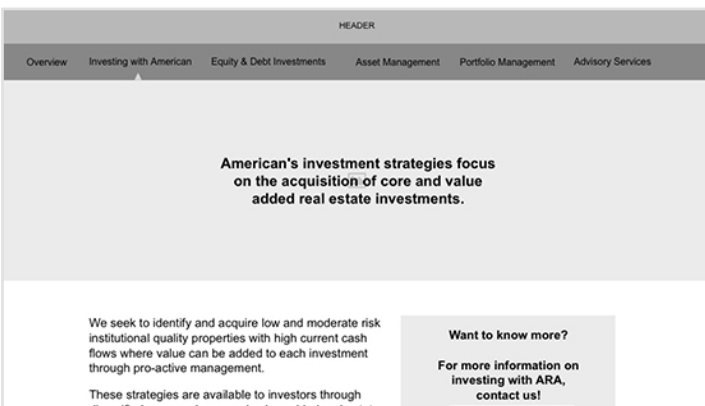 HEADER
Overview Investing with American Equity & Debt Investments Asset Management Portfolio Management Advisory Services
American's investment strategies focus
on the acquisition of core and value
added real estate investments.
We seek to identify and acquire low and moderate risk
institutional quality properties with high current cash
flows where value can be added to each investment
through pro-active management.
These strategies are available to investors through
Want to know more?
For more information on
investing with ARA,
contact us!